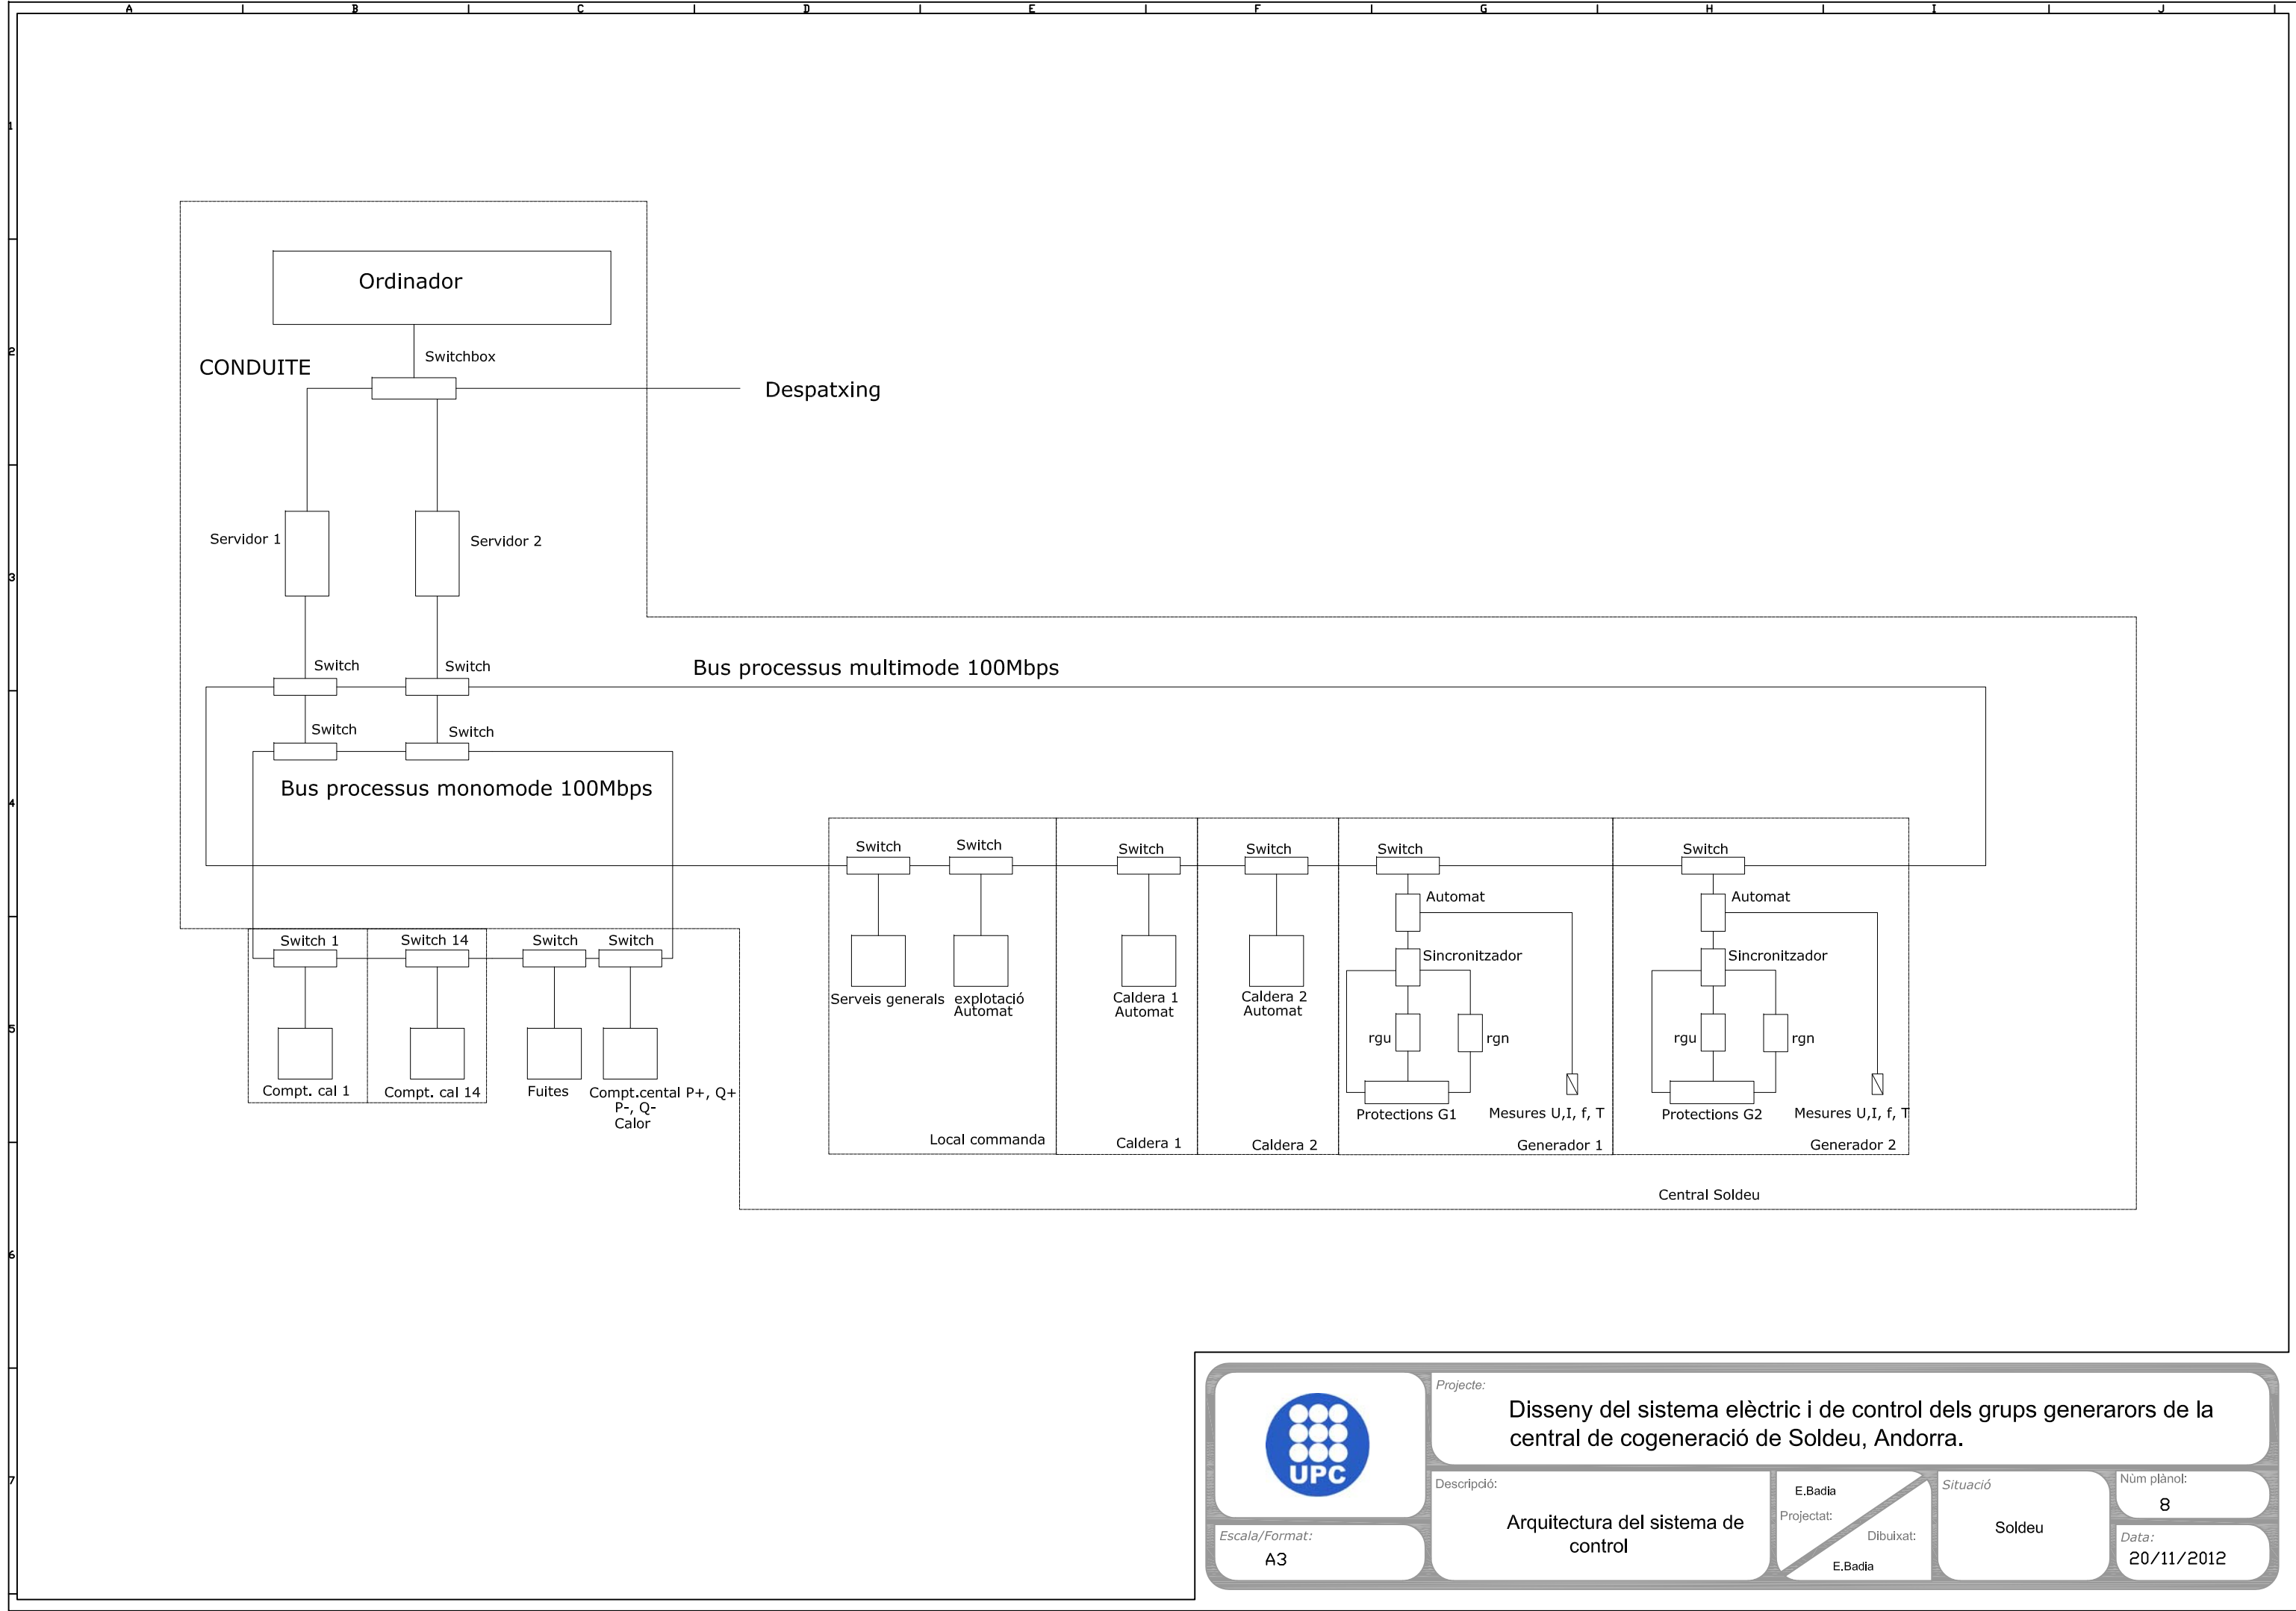 A B C D E F G H I J
1
2
3
4
5
6
7
Ordinador
Switchbox
CONDUITE
Despatxing
Servidor 1
Servidor 2
Switch
Switch
Bus processus multimode 100Mbps
Switch
Switch
Bus processus monomode 100Mbps
Switch
Switch
Switch
Switch
Switch
Switch
Automat
Automat
Switch 1
Switch 14
Switch
Switch
Sincronitzador
Sincronitzador
Serveis generals
explotació
Automat
Caldera 1
Automat
Caldera 2
Automat
rgu
rgn
rgu
rgn
Compt. cal 1
Compt. cal 14
Fuites
Compt.cental P+, Q+
P-, Q-
Calor
Protections G1
Mesures U,I, f, T
Protections G2
Mesures U,I, f, T
Local commanda
Caldera 1
Caldera 2
Generador 1
Generador 2
Central Soldeu
UPC
Projecte:
Disseny del sistema elèctric i de control dels grups generarors de la
central de cogeneració de Soldeu, Andorra.
Descripció:
Arquitectura del sistema de
control
E.Badia
Projectat:
Dibuixat:
E.Badia
Situació
Soldeu
Núm plànol:
8
Escala/Format:
A3
Data:
20/11/2012